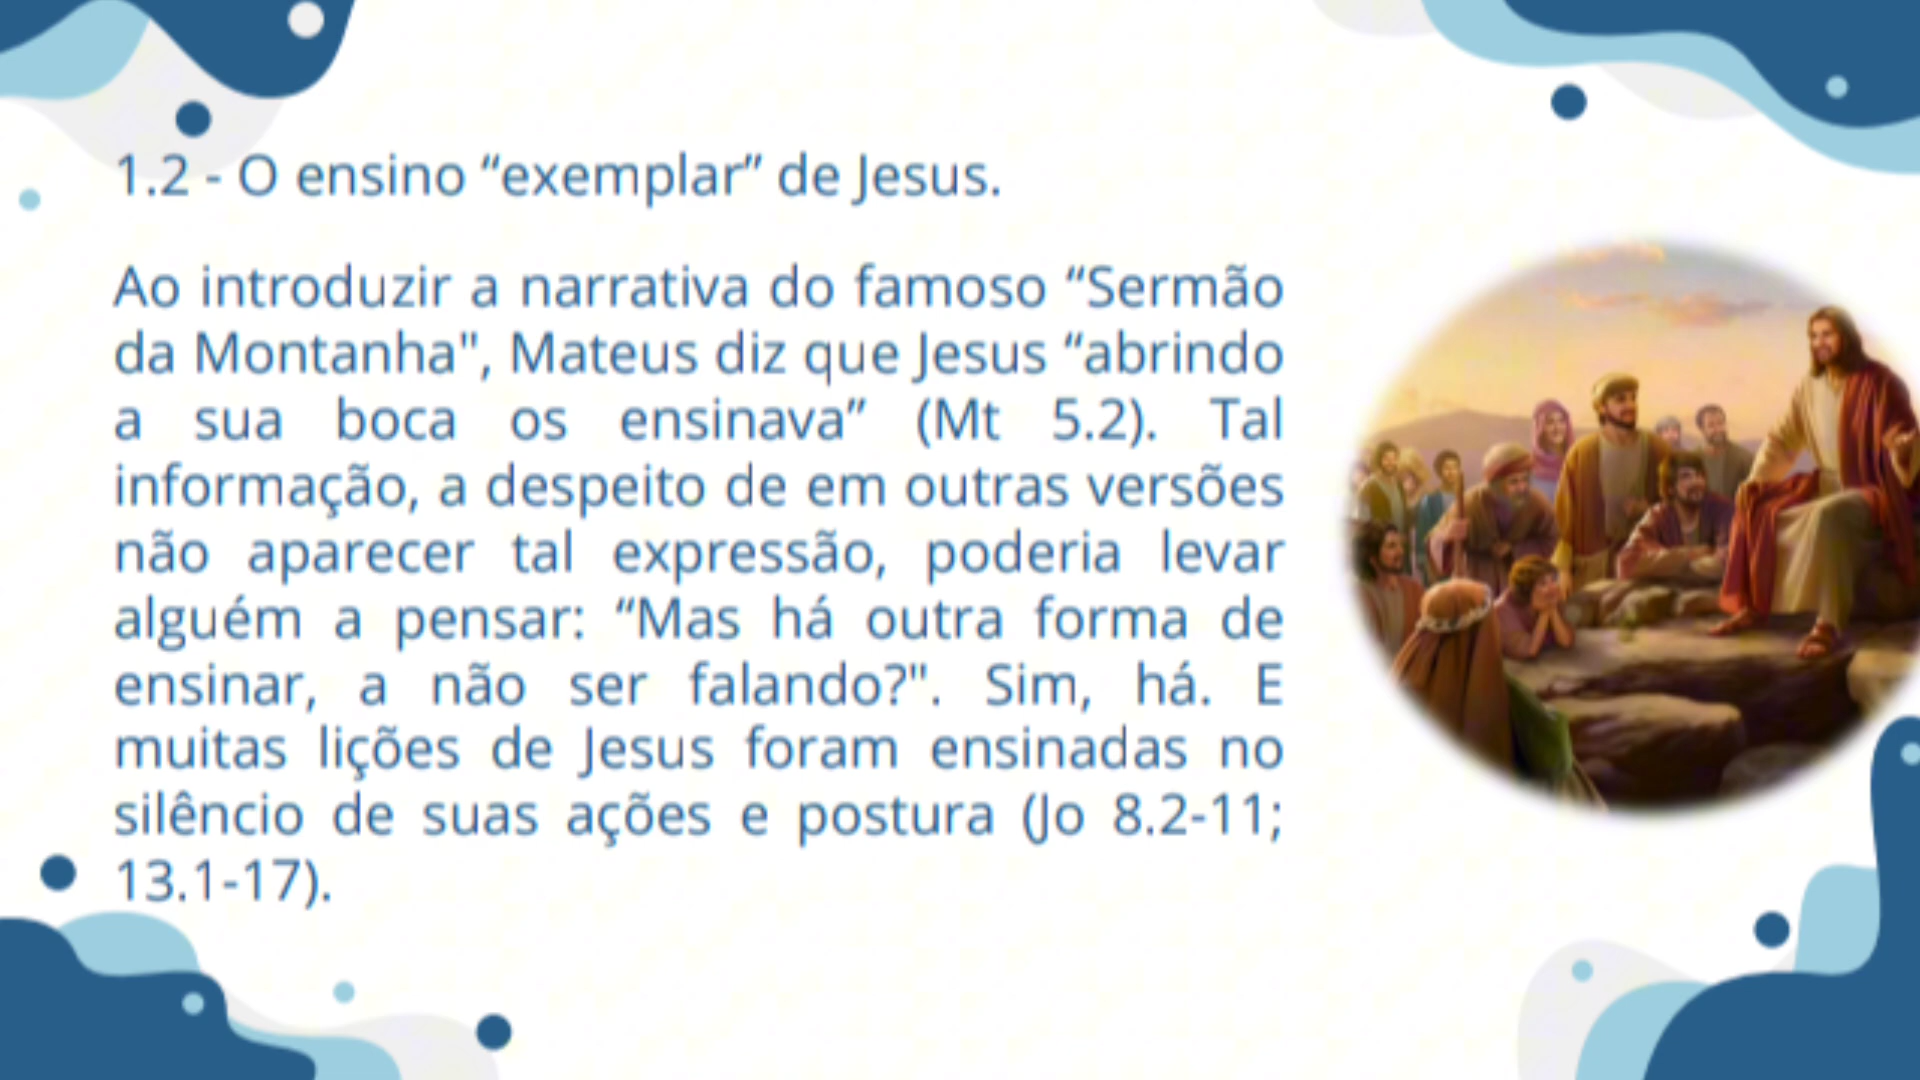 1.2 - O ensino “exemplar” de Jesus.
Ao introduzir a narrativa do famoso “Sermão
da Montanha", Mateus diz que Jesus “abrindo
a sua boca os ensinava” (Mt 5.2). Tal
informação, a despeito de em outras versões
não aparecer tal expressão, poderia levar
alguém a pensar: “Mas há outra forma de
ensinar, a não ser falando?". Sim, há. E
muitas lições de Jesus foram ensinadas no
silêncio de suas ações e postura (Jo 8.2-11;
13.1-17).